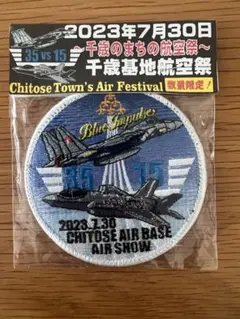 2023年7月30日
35 vs 15
〜千歳のまちの航空祭〜
千歳基地航空祭
Chitose Town's Air Festival
数量限定！
Blue Impulse
35 15
2023.7.30
CHITOSE AIR BASE
AIR SHOW